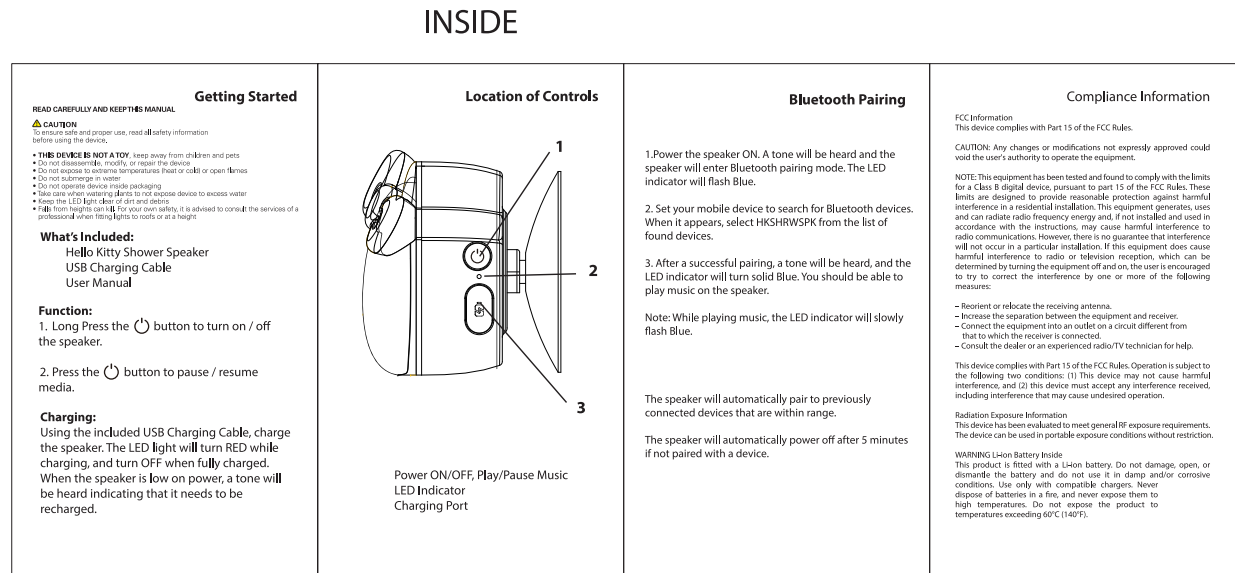 INSIDE
Getting Started
READ CAREFULLY AND KEEP THIS MANUAL
CAUTION
To ensure safe and proper use, read all safety information
before using the device.
• THIS DEVICE IS NOT A TOY, keep away from children and pets
• Do not disassemble, modify, or repair the device
• Do not expose to extreme temperatures (heat or cold) or open flames
• Do not submerge in water
• Do not operate device inside packaging
• Take care when watering plants to not expose device to excess water
• Keep the LED light clear of dirt and debris
• Falls from heights can kill. For your own safety, it is advised to consult the services of a
professional when fitting lights to roofs or at a height
What's Included:
Hello Kitty Shower Speaker
USB Charging Cable
User Manual
Function:
1. Long Press the button to turn on / off
the speaker.
2. Press the button to pause / resume
media.
Charging:
Using the included USB Charging Cable, charge
the speaker. The LED light will turn RED while
charging, and turn OFF when fully charged.
When the speaker is low on power, a tone will
be heard indicating that it needs to be
recharged.
Location of Controls
1
2
3
Power ON/OFF, Play/Pause Music
LED Indicator
Charging Port
Bluetooth Pairing
1.Power the speaker ON. A tone will be heard and the
speaker will enter Bluetooth pairing mode. The LED
indicator will flash Blue.
2. Set your mobile device to search for Bluetooth devices.
When it appears, select HKSHRWSPK from the list of
found devices.
3. After a successful pairing, a tone will be heard, and the
LED indicator will turn solid Blue. You should be able to
play music on the speaker.
Note: While playing music, the LED indicator will slowly
flash Blue.
The speaker will automatically pair to previously
connected devices that are within range.
The speaker will automatically power off after 5 minutes
if not paired with a device.
Compliance Information
FCC Information
This device complies with Part 15 of the FCC Rules.
CAUTION: Any changes or modifications not expressly approved could
void the user's authority to operate the equipment.
NOTE: This equipment has been tested and found to comply with the limits
for a Class B digital device, pursuant to part 15 of the FCC Rules. These
limits are designed to provide reasonable protection against harmful
interference in a residential installation. This equipment generates, uses
and can radiate radio frequency energy and, if not installed and used in
accordance with the instructions, may cause harmful interference to
radio communications. However, there is no guarantee that interference
will not occur in a particular installation. If this equipment does cause
harmful interference to radio or television reception, which can be
determined by turning the equipment off and on, the user is encouraged
to try to correct the interference by one or more of the following
measures:
– Reorient or relocate the receiving antenna.
– Increase the separation between the equipment and receiver.
– Connect the equipment into an outlet on a circuit different from
that to which the receiver is connected.
– Consult the dealer or an experienced radio/TV technician for help.
This device complies with Part 15 of the FCC Rules. Operation is subject to
the following two conditions: (1) This device may not cause harmful
interference, and (2) this device must accept any interference received,
including interference that may cause undesired operation.
Radiation Exposure Information
This device has been evaluated to meet general RF exposure requirements.
The device can be used in portable exposure conditions without restriction.
WARNING Li-ion Battery Inside
This product is fitted with a Li-ion battery. Do not damage, open, or
dismantle the battery and do not use it in damp and/or corrosive
conditions. Use only with compatible chargers. Never
dispose of batteries in a fire, and never expose them to
high temperatures. Do not expose the product to
temperatures exceeding 60°C (140°F).